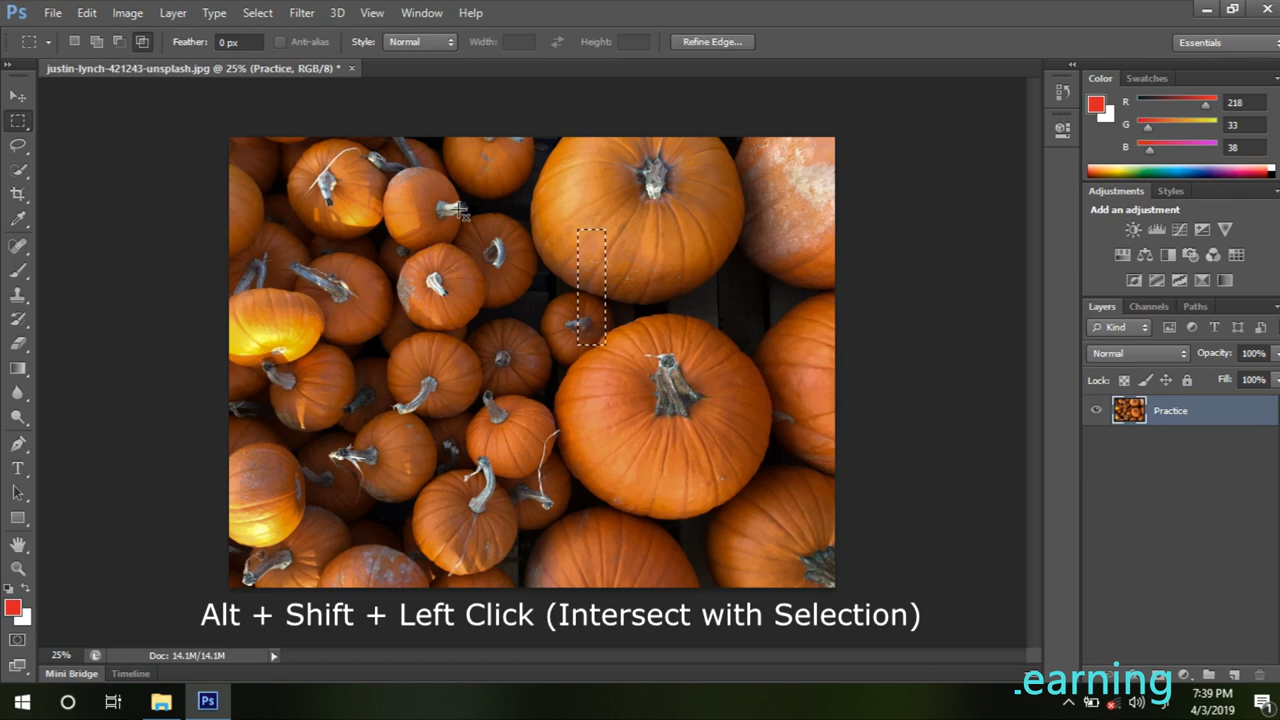 Ps File Edit Image Layer Type Select Filter 3D View Window Help
Feather: 0 px Anti-alias Style: Normal Width: Height: Refine Edge... Essentials
justin-lynch-421243-unsplash.jpg @ 25% (Practice, RGB/8) * ×
Color Swatches
R 218
G 33
B 38
Adjustments Styles
Add an adjustment
Layers Channels Paths
Kind
Normal Opacity: 100%
Lock: Fill: 100%
Practice
Alt + Shift + Left Click (Intersect with Selection)
25% Doc: 14.1M/14.1M
Mini Bridge Timeline
.earning
Ps 7:39 PM
4/3/2019 1